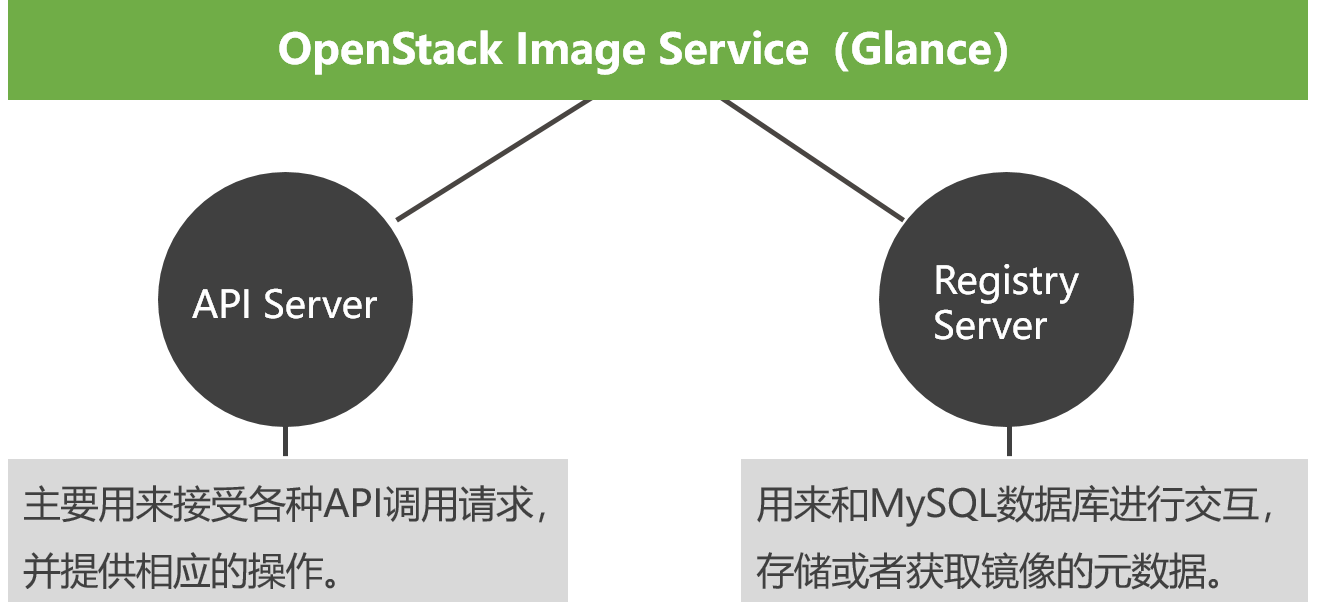 OpenStack Image Service（Glance）
API Server
Registry
Server
主要用来接受各种API调用请求，
并提供相应的操作。
用来和MySQL数据库进行交互，
存储或者获取镜像的元数据。